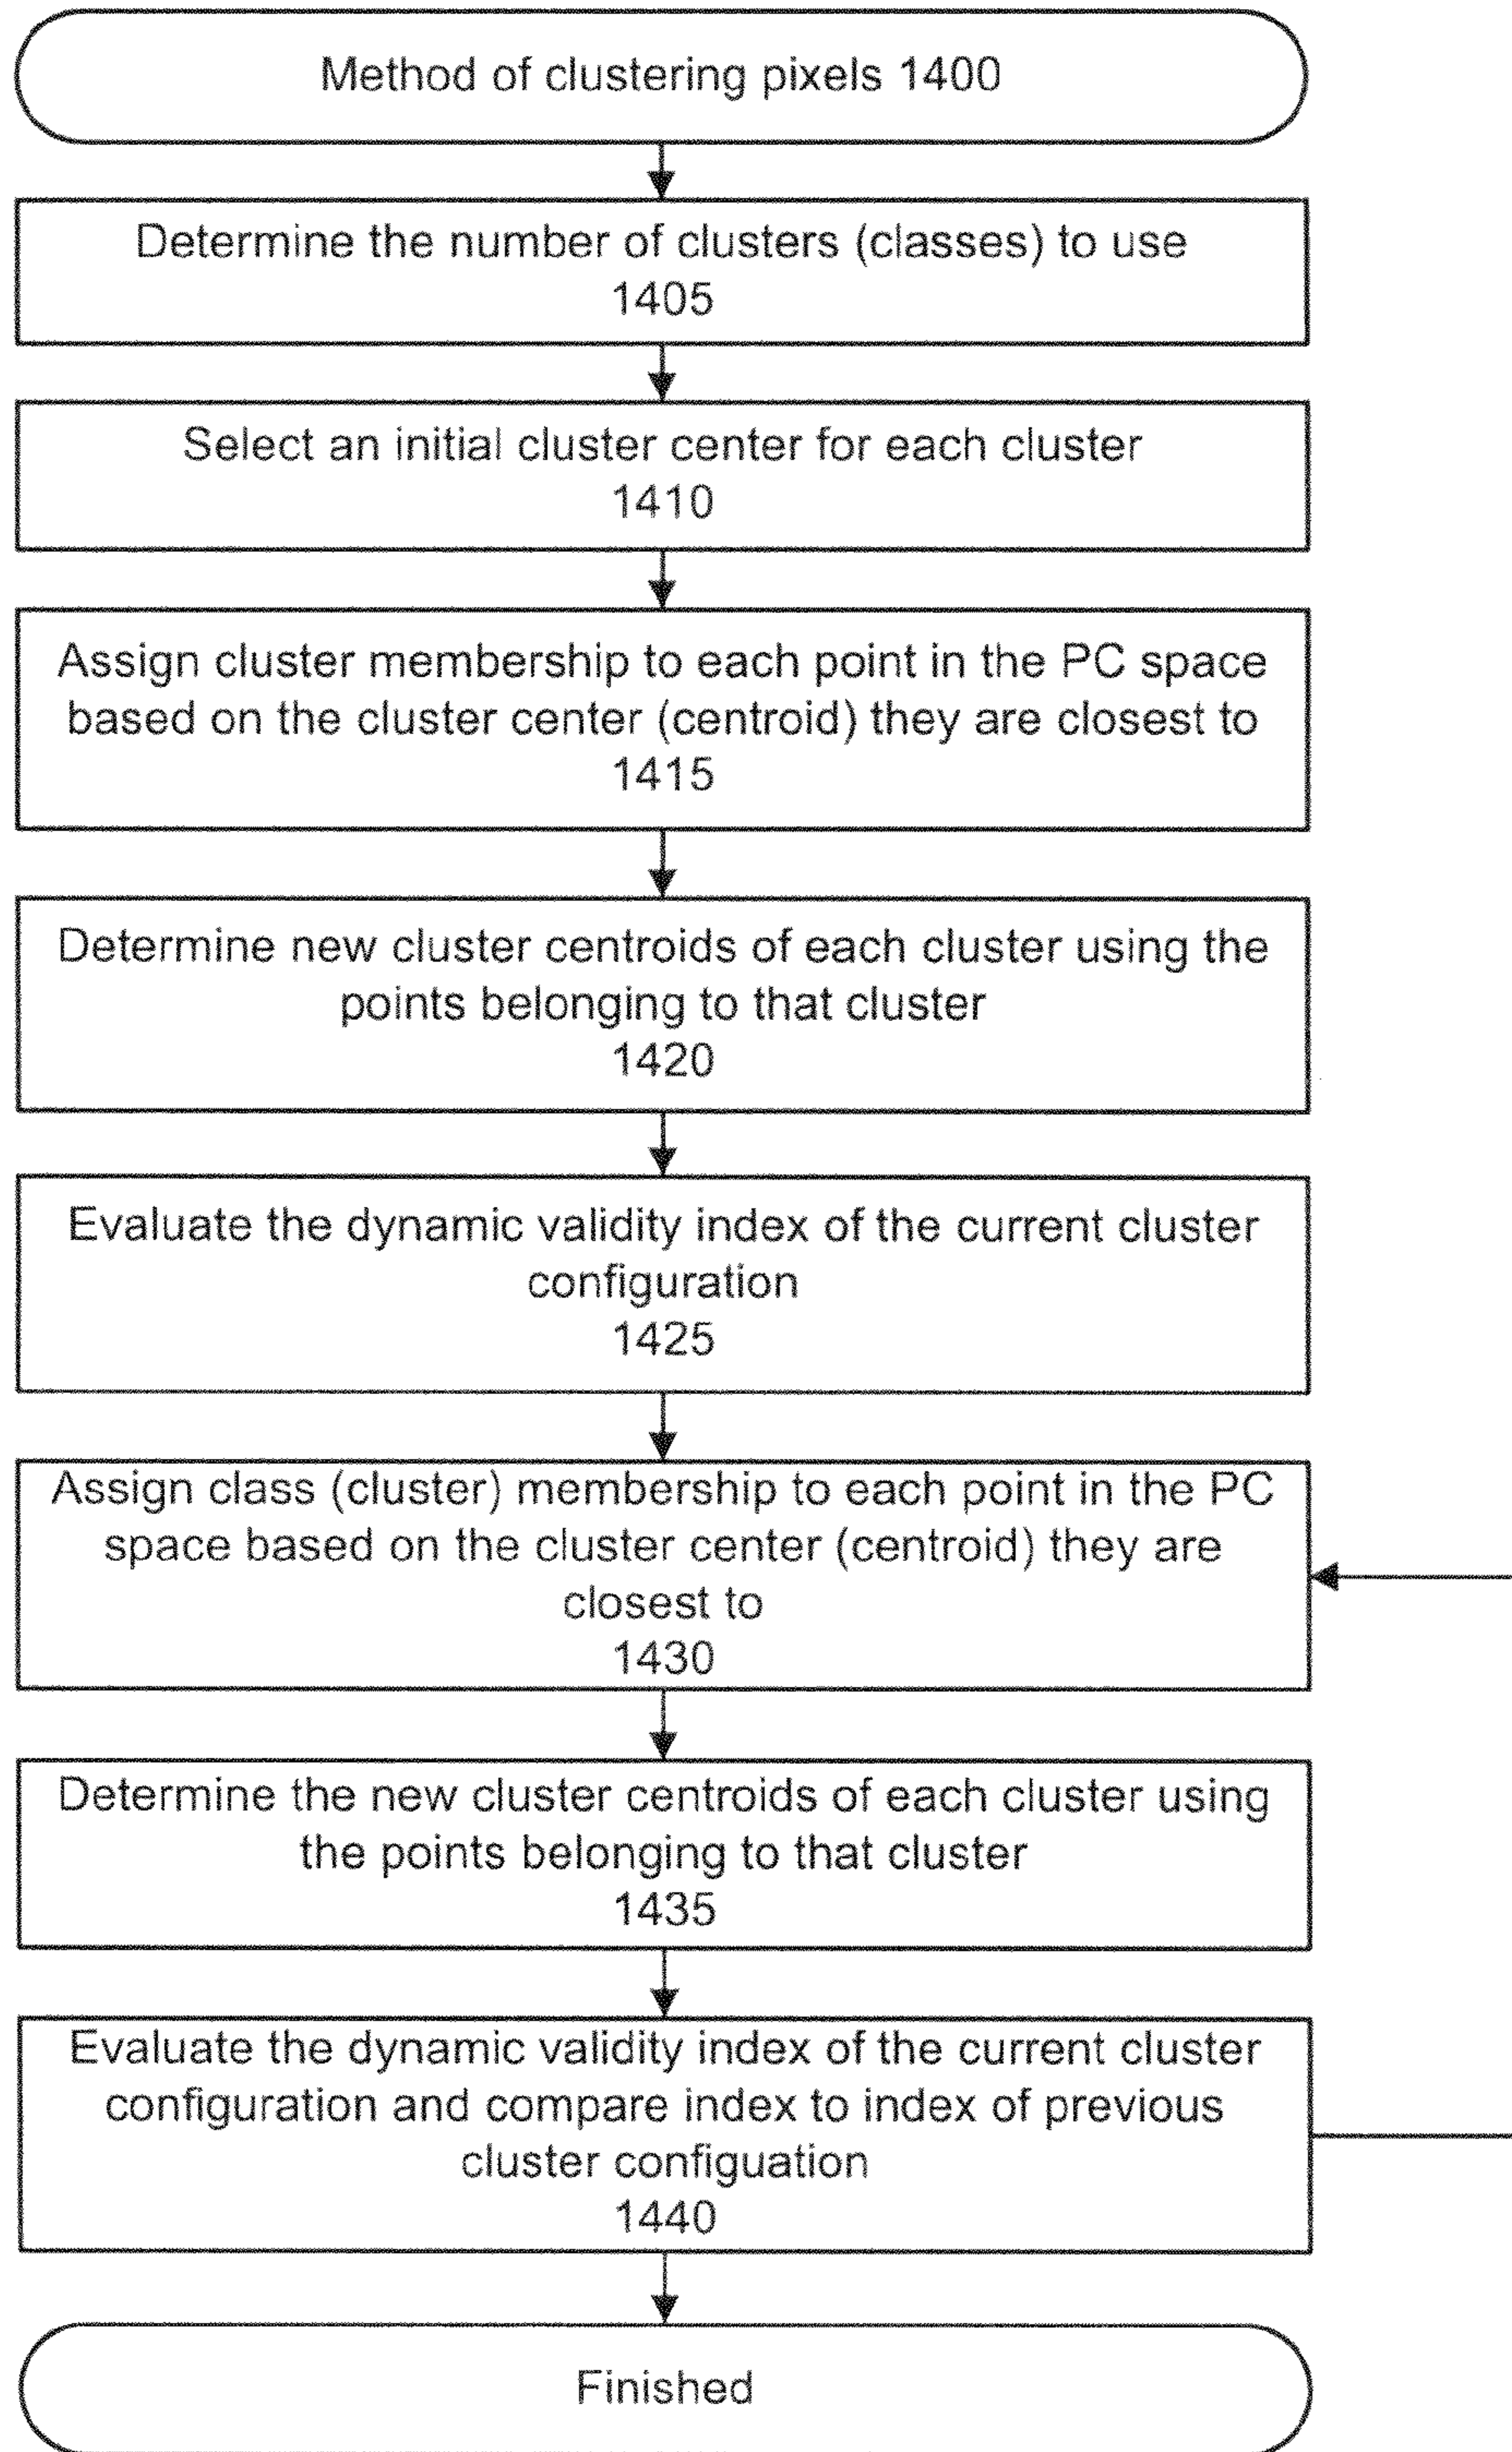 Method of clustering pixels 1400
Determine the number of clusters (classes) to use
1405
Select an initial cluster center for each cluster
1410
Assign cluster membership to each point in the PC space
based on the cluster center (centroid) they are closest to
1415
Determine new cluster centroids of each cluster using the
points belonging to that cluster
1420
Evaluate the dynamic validity index of the current cluster
configuration
1425
Assign class (cluster) membership to each point in the PC
space based on the cluster center (centroid) they are
closest to
1430
Determine the new cluster centroids of each cluster using
the points belonging to that cluster
1435
Evaluate the dynamic validity index of the current cluster
configuration and compare index to index of previous
cluster configuation
1440
Finished